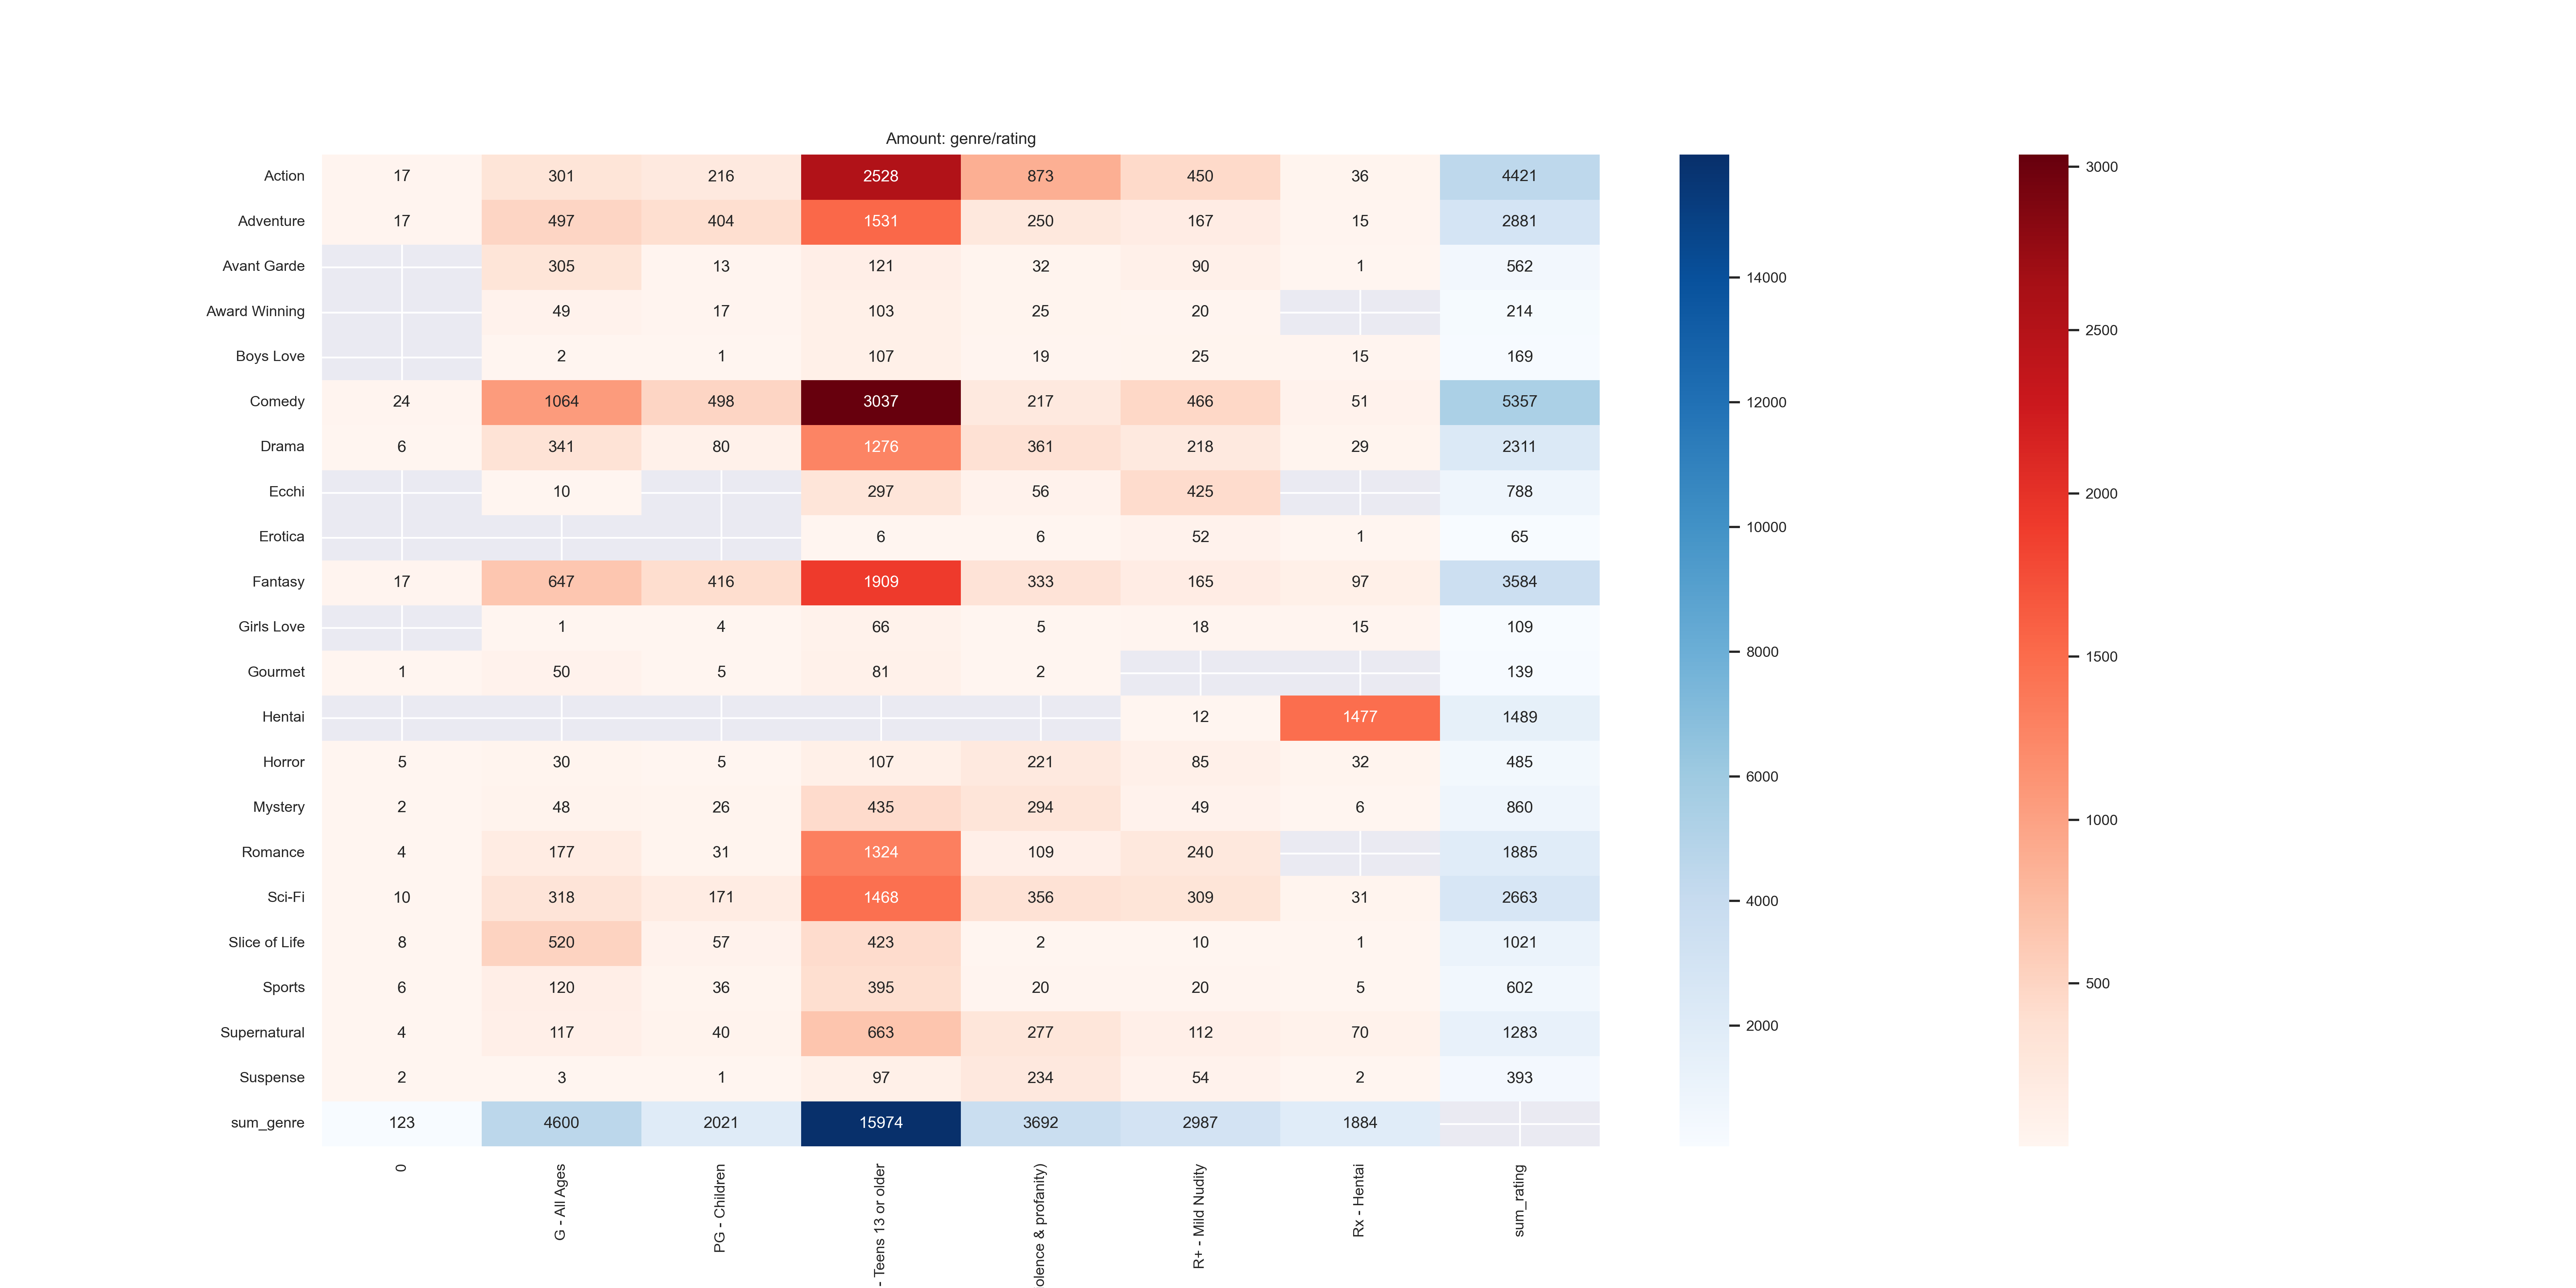 Amount: genre/rating
Action 17 301 216 2528 873 450 36 4421
Adventure 17 497 404 1531 250 167 15 2881
Avant Garde 305 13 121 32 90 1 562
Award Winning 49 17 103 25 20 214
Boys Love 2 1 107 19 25 15 169
Comedy 24 1064 498 3037 217 466 51 5357
Drama 6 341 80 1276 361 218 29 2311
Ecchi 10 297 56 425 788
Erotica 6 6 52 1 65
Fantasy 17 647 416 1909 333 165 97 3584
Girls Love 1 4 66 5 18 15 109
Gourmet 1 50 5 81 2 139
Hentai 12 1477 1489
Horror 5 30 5 107 221 85 32 485
Mystery 2 48 26 435 294 49 6 860
Romance 4 177 31 1324 109 240 1885
Sci-Fi 10 318 171 1468 356 309 31 2663
Slice of Life 8 520 57 423 2 10 1 1021
Sports 6 120 36 395 20 20 5 602
Supernatural 4 117 40 663 277 112 70 1283
Suspense 2 3 1 97 234 54 2 393
sum_genre 123 4600 2021 15974 3692 2987 1884
0
G - All Ages
PG - Children
- Teens 13 or older
olence & profanity)
R+ - Mild Nudity
Rx - Hentai
sum_rating
14000
12000
10000
8000
6000
4000
2000
3000
2500
2000
1500
1000
500